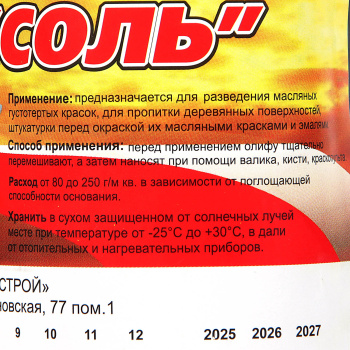 СОЛЬ"
Применение: предназначается для разведения масляных
густотертых красок, для пропитки деревянных поверхностей,
штукатурки перед окраской их масляными красками и эмалями
Способ применения: перед применением олифу тщательно
перемешивают, а затем наносят при помощи валика, кисти,
Расход от 80 до 250 г/м кв. в зависимости от поглощающей
способности основания.
Хранить в сухом защищенном от солнечных лучей
месте при температуре от -25°С до +30°С, в дали
от отопительных и нагревательных приборов.
СТРОЙ»
новская, 77 пом.1
9 10 11 12 2025 2026 2027